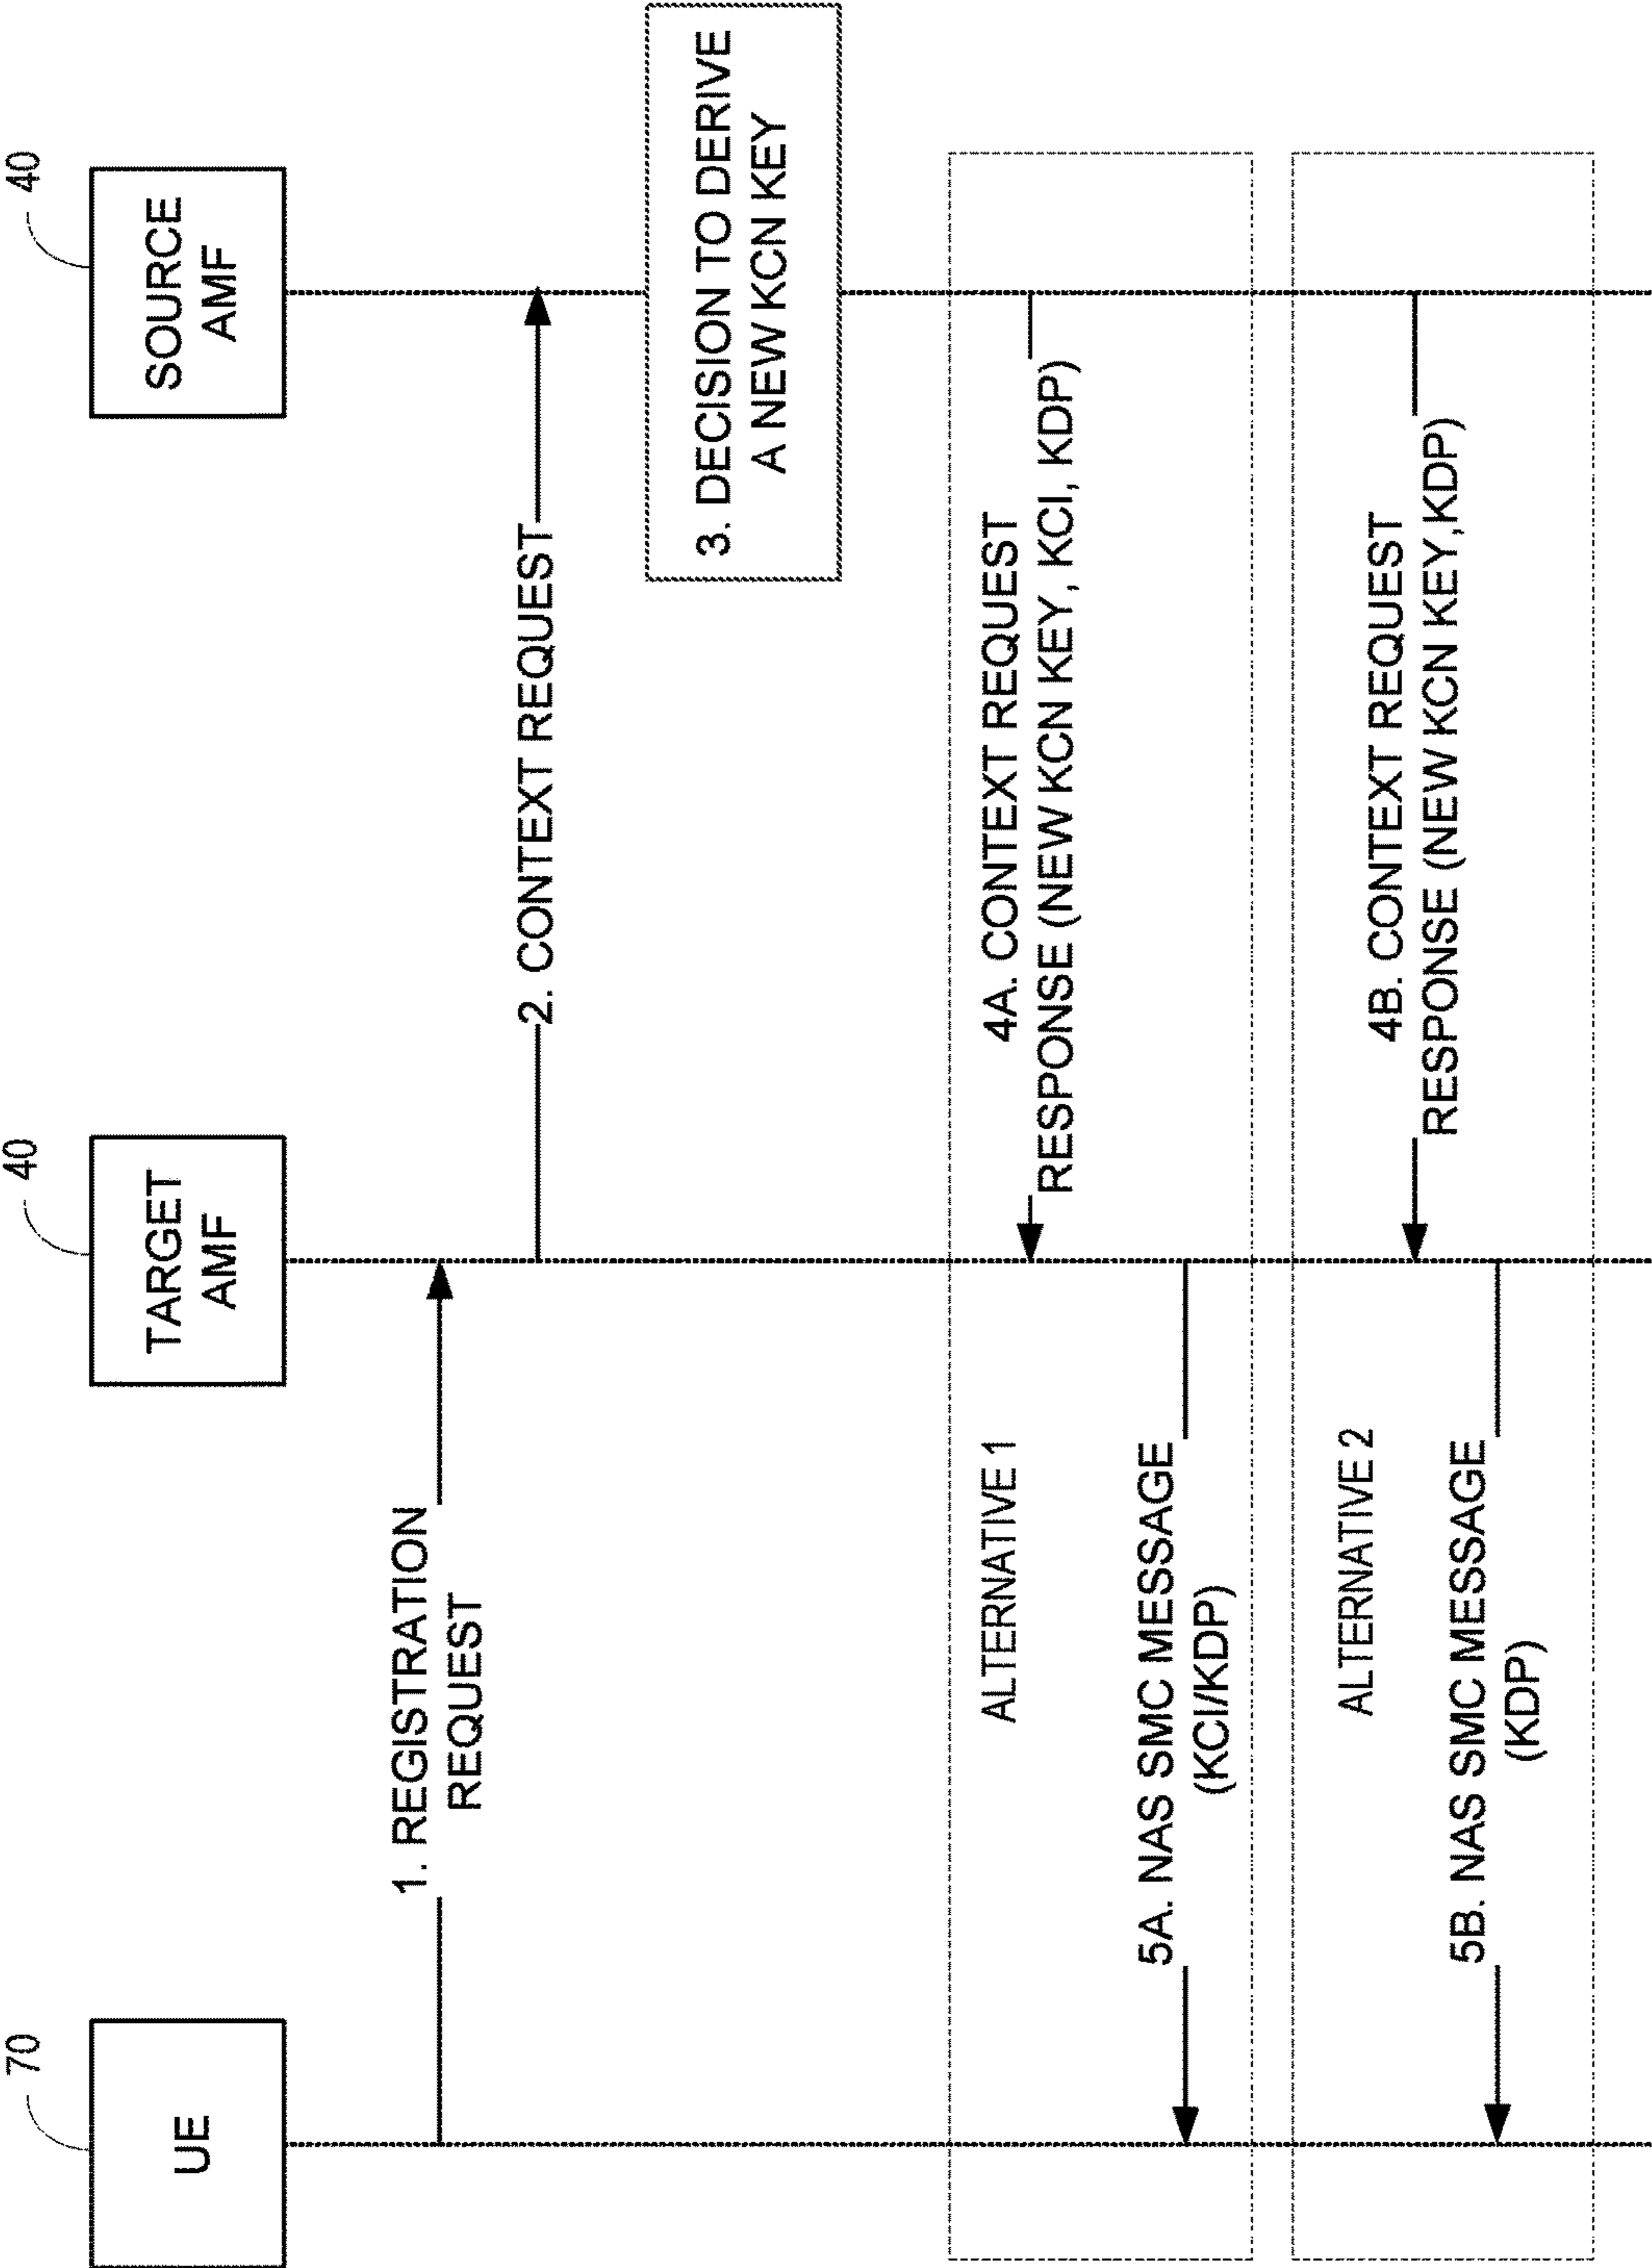 70
UE
40
TARGET
AMF
40
SOURCE
AMF
1. REGISTRATION
REQUEST
2. CONTEXT REQUEST
3. DECISION TO DERIVE
A NEW KCN KEY
ALTERNATIVE 1
4A. CONTEXT REQUEST
RESPONSE (NEW KCN KEY, KCI, KDP)
5A. NAS SMC MESSAGE
(KCI/KDP)
ALTERNATIVE 2
4B. CONTEXT REQUEST
RESPONSE (NEW KCN KEY,KDP)
5B. NAS SMC MESSAGE
(KDP)